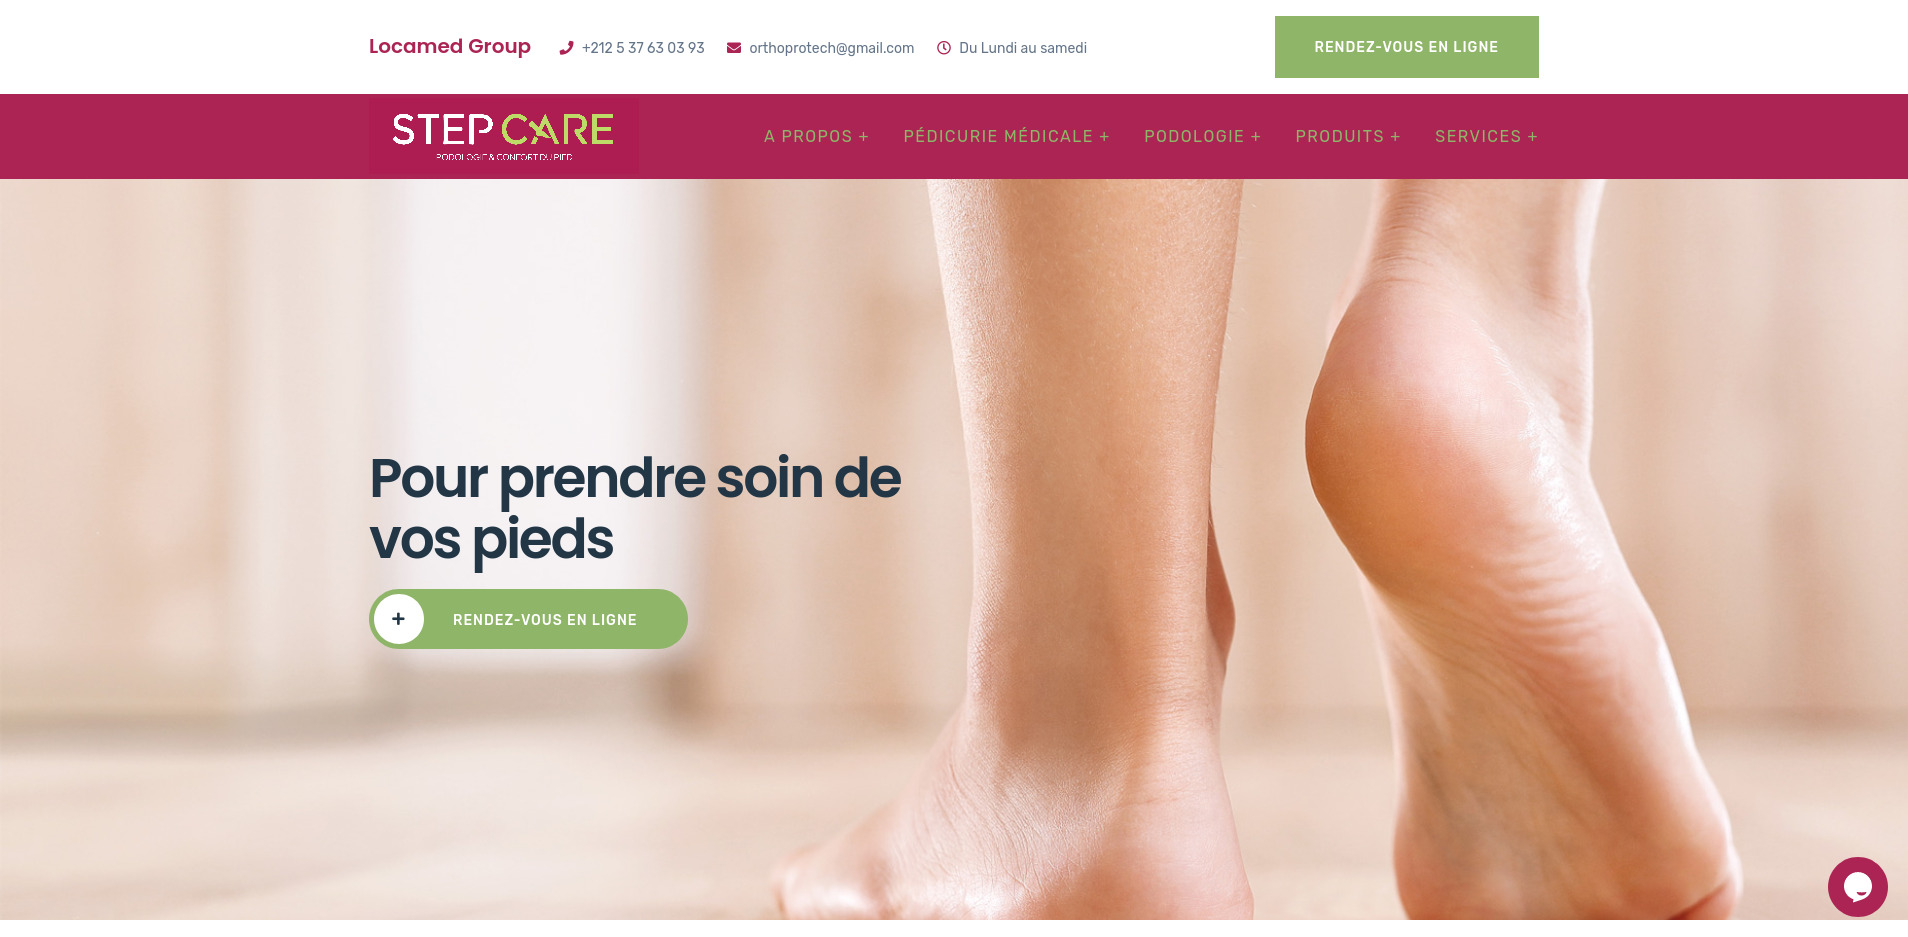 Locamed Group
+212 5 37 63 03 93
orthoprotech@gmail.com
Du Lundi au samedi
RENDEZ-VOUS EN LIGNE
STEP CARE
PODOLOGIE & CONFORT DU PIED
A PROPOS +
PÉDICURIE MÉDICALE +
PODOLOGIE +
PRODUITS +
SERVICES +
Pour prendre soin de
vos pieds
RENDEZ-VOUS EN LIGNE